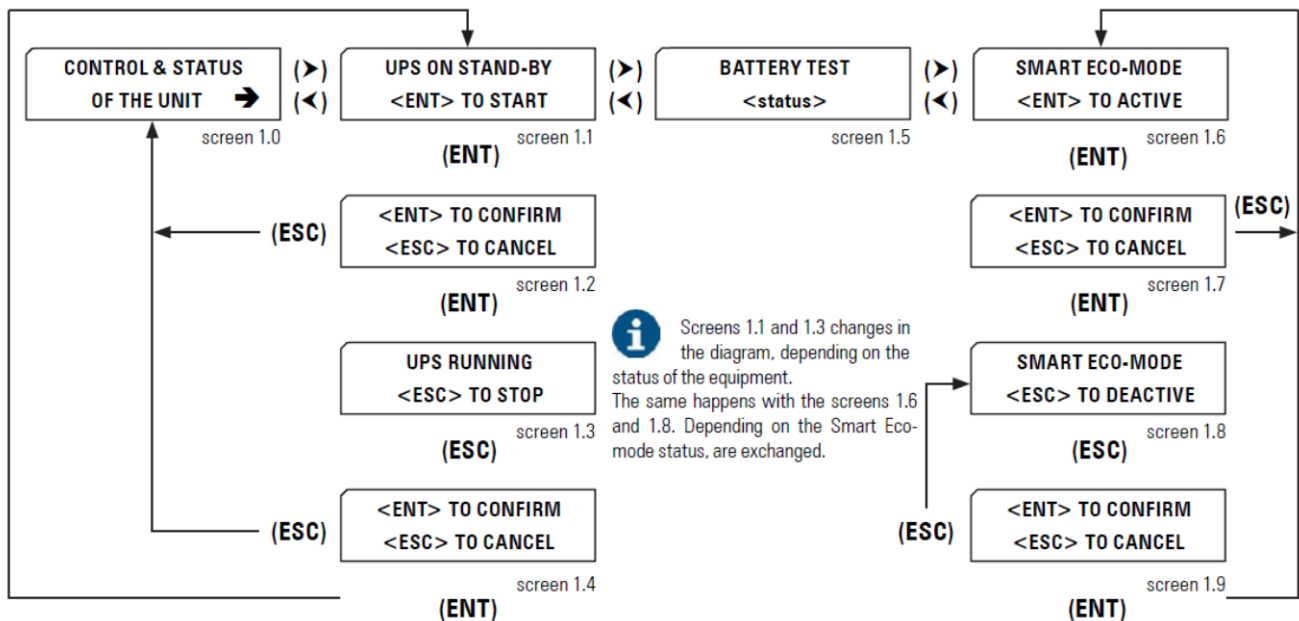 CONTROL & STATUS
OF THE UNIT ➔
screen 1.0
(>)
(<)
UPS ON STAND-BY
<ENT> TO START
screen 1.1
(>)
(<)
BATTERY TEST
<status>
screen 1.5
(>)
(<)
SMART ECO-MODE
<ENT> TO ACTIVE
screen 1.6
(ENT)
(ENT)
(ESC)
<ENT> TO CONFIRM
<ESC> TO CANCEL
screen 1.2
<ENT> TO CONFIRM
<ESC> TO CANCEL
screen 1.7
(ESC)
(ENT)
(ENT)
UPS RUNNING
<ESC> TO STOP
screen 1.3
i
Screens 1.1 and 1.3 changes in
the diagram, depending on the
status of the equipment.
The same happens with the screens 1.6
and 1.8. Depending on the Smart Eco-
mode status, are exchanged.
SMART ECO-MODE
<ESC> TO DEACTIVE
screen 1.8
(ESC)
(ESC)
(ESC)
<ENT> TO CONFIRM
<ESC> TO CANCEL
screen 1.4
(ESC)
<ENT> TO CONFIRM
<ESC> TO CANCEL
screen 1.9
(ENT)
(ENT)